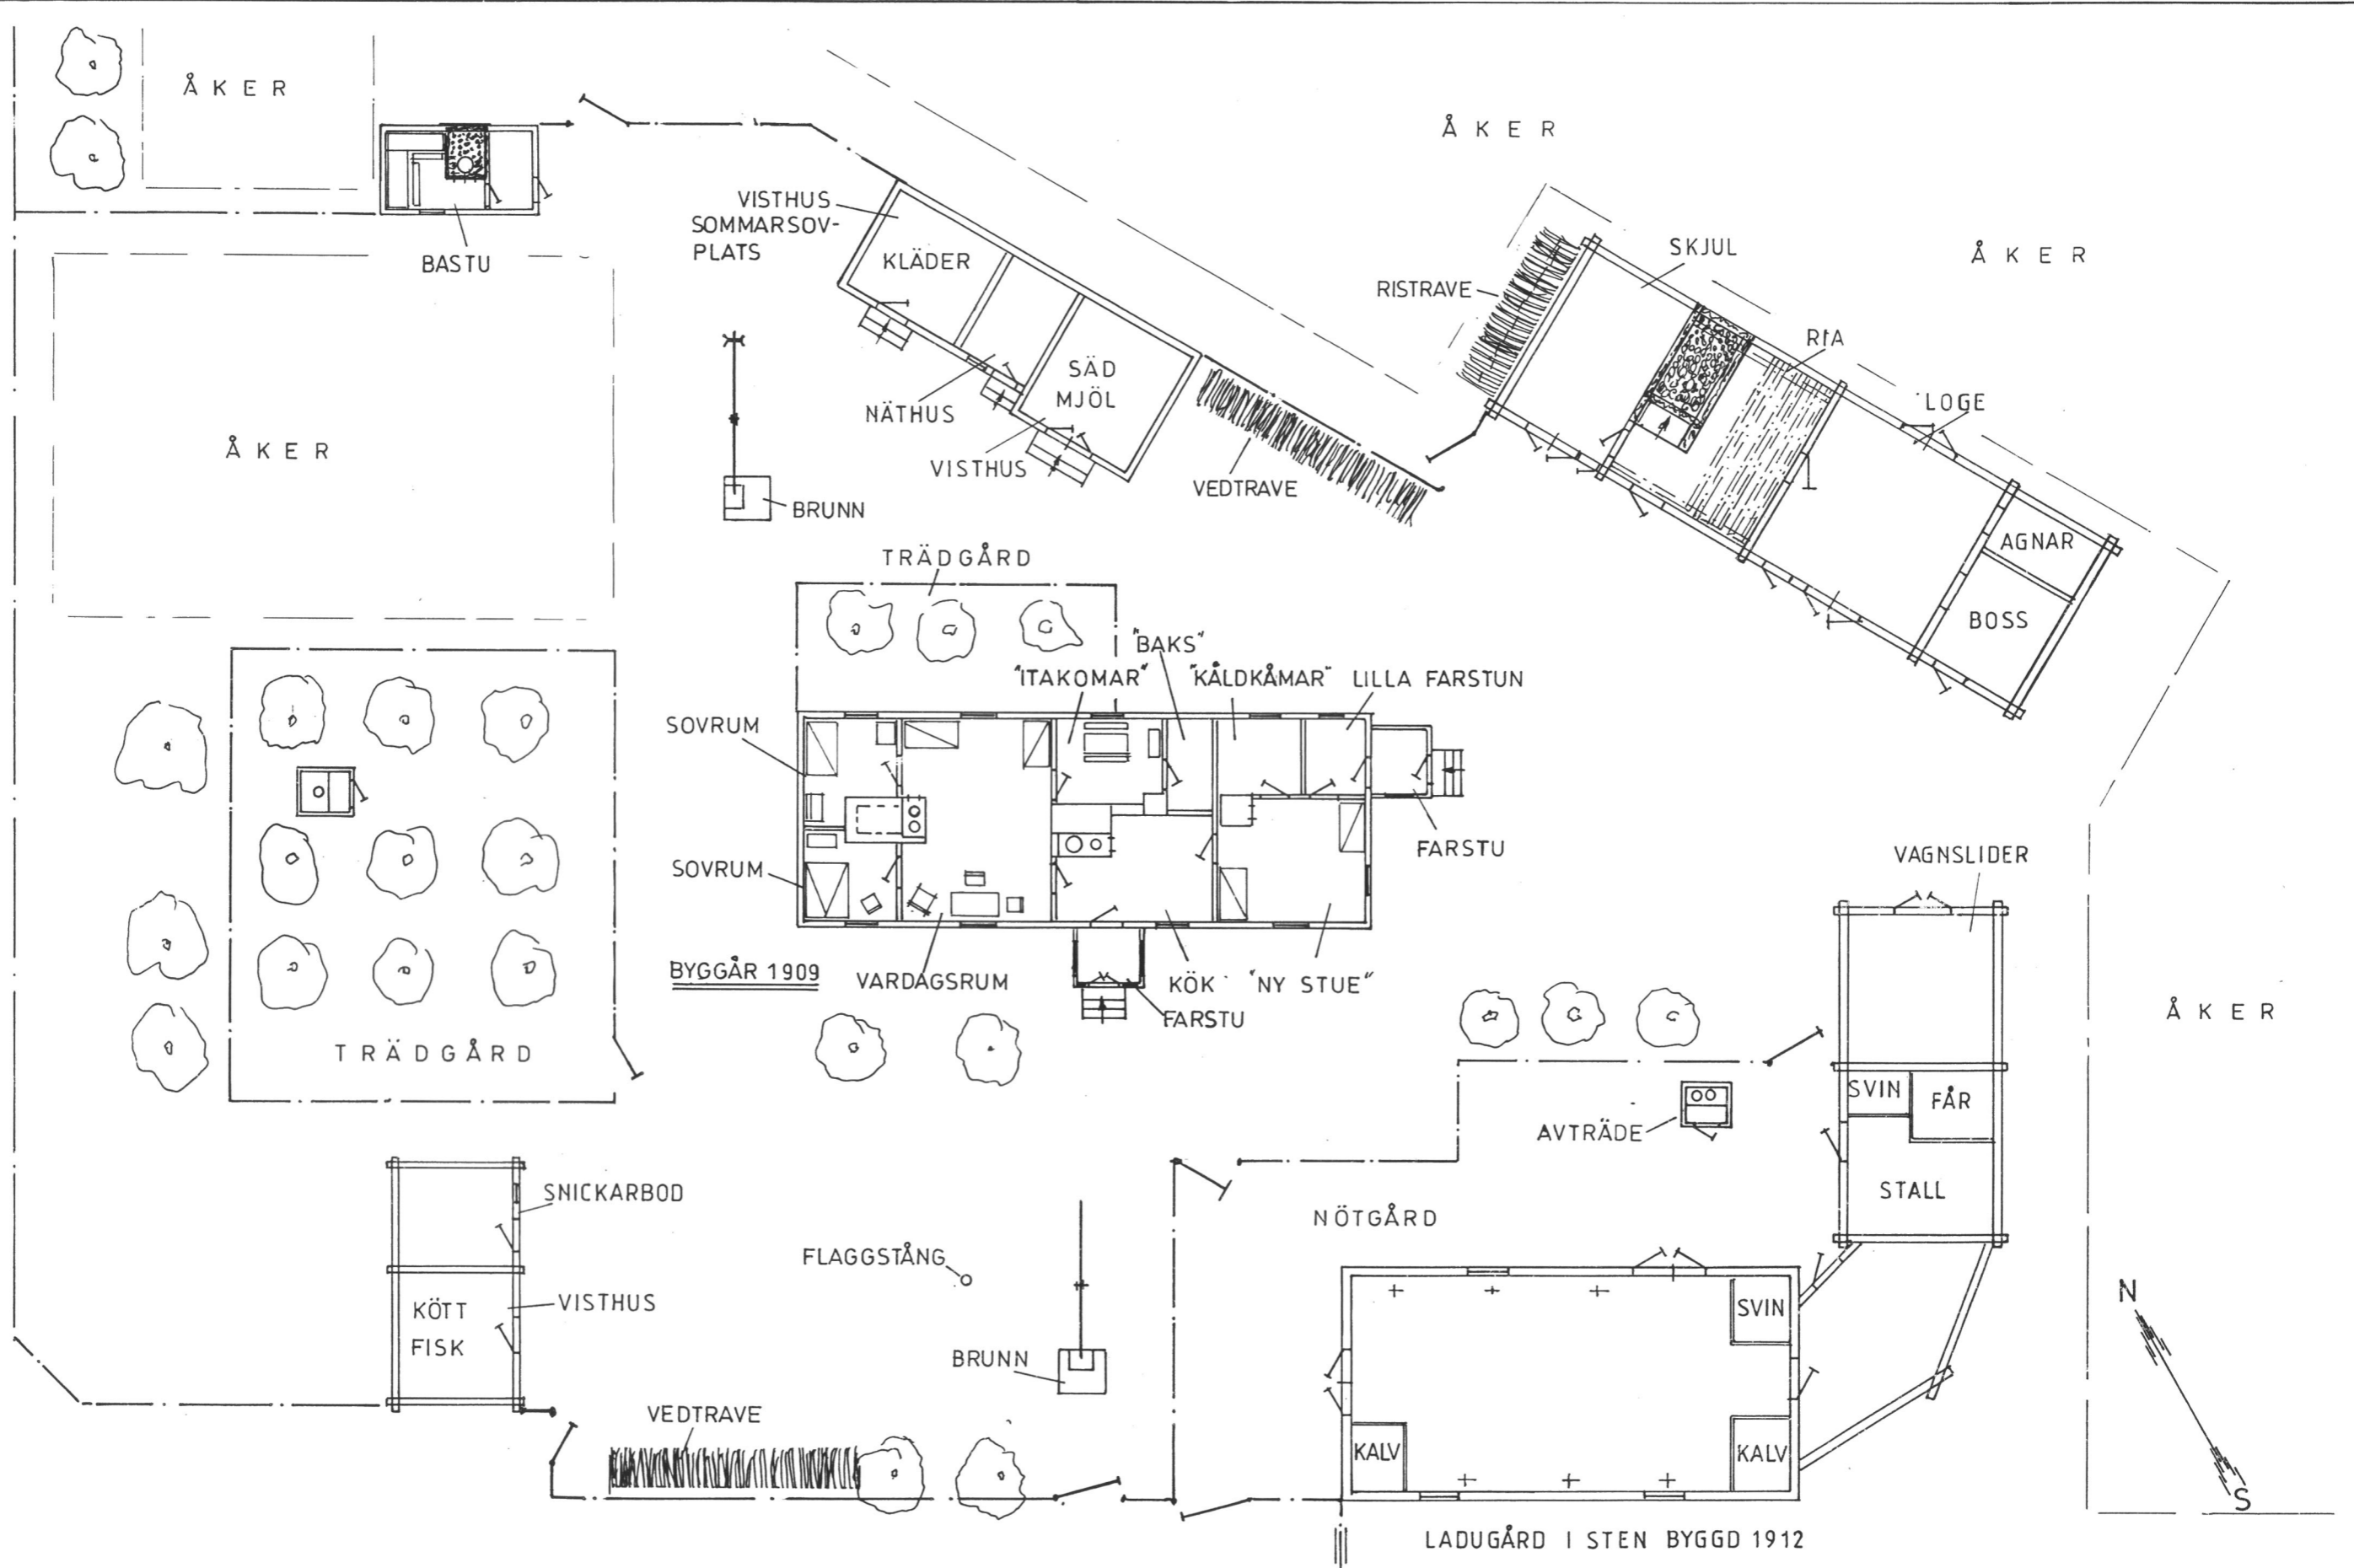 ÅKER
ÅKER
VISTHUS
SOMMARSOV-
PLATS
KLÄDER
BASTU
SKJUL
ÅKER
RISTRAVE
RIA
LOGE
NÄTHUS
SÄD
MJÖL
VISTHUS
VEDTRAVE
ÅKER
BRUNN
AGNAR
BOSS
TRÄDGÅRD
"BAKS"
"ITAKOMAR"
"KÅLDKÅMAR"
LILLA FARSTUN
SOVRUM
SOVRUM
FARSTU
VAGNSLIDER
BYGGÅR 1909
VARDAGSRUM
KÖK
"NY STUE"
FARSTU
ÅKER
TRÄDGÅRD
SVIN
FÅR
AVTRÄDE
STALL
SNICKARBOD
NÖTGÅRD
FLAGGSTÅNG
VISTHUS
KÖTT
FISK
SVIN
N
BRUNN
VEDTRAVE
KALV
KALV
S
LADUGÅRD I STEN BYGGD 1912